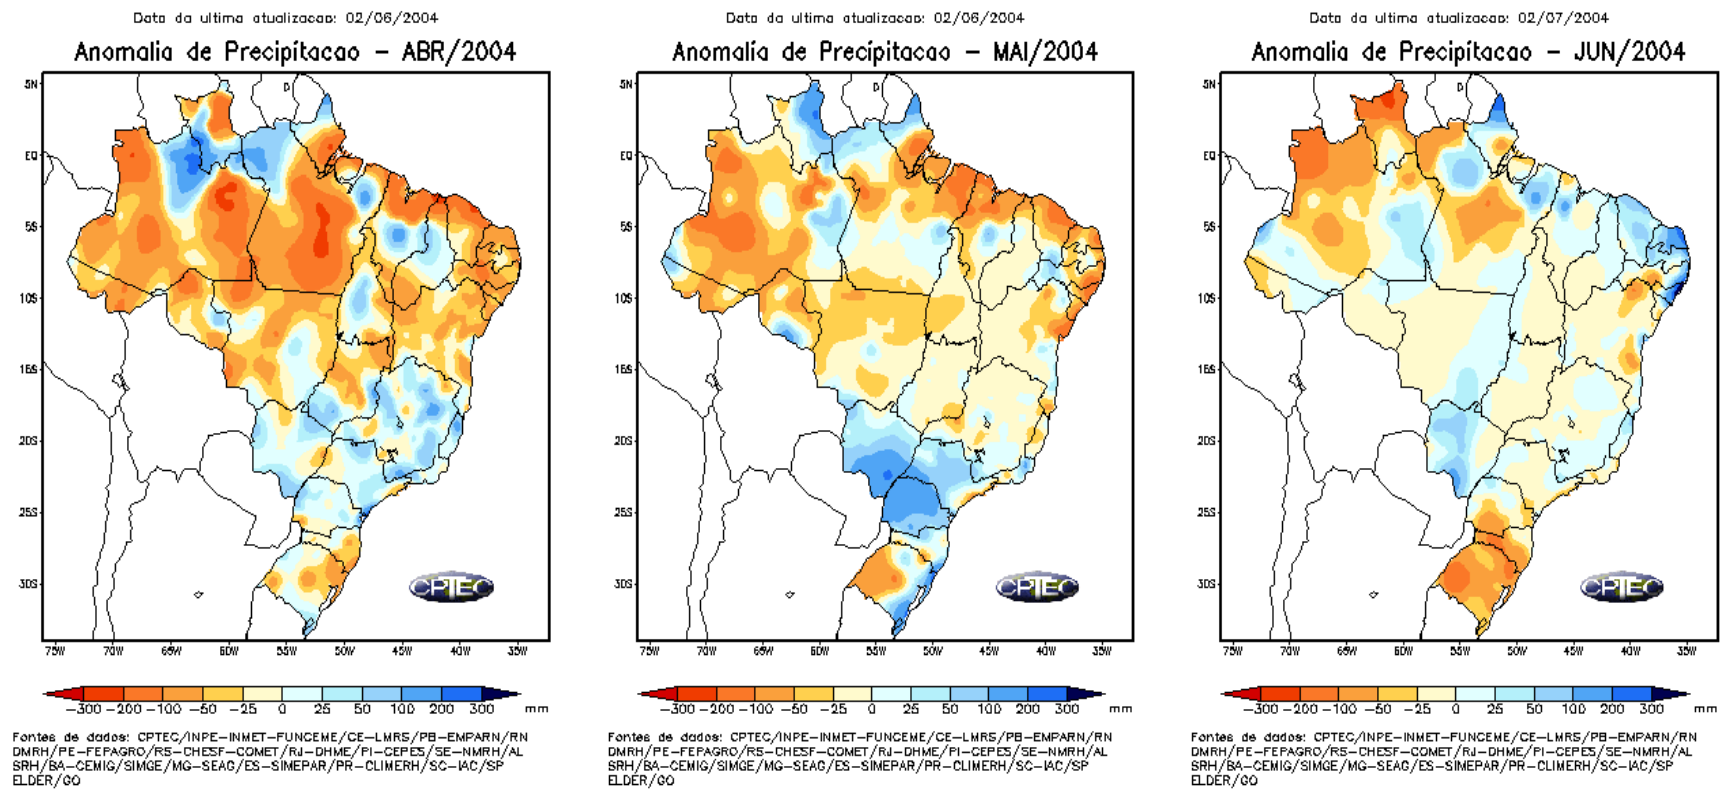 Data da ultima atualizacao: 02/06/2004
Anomalia de Precipitacao - ABR/2004
5N
EQ
5S
10S
15S
20S
25S
30S
75W 70W 65W 60W 55W 50W 45W 40W 35W
CPTEC
-300 -200 -100 -50 -25 0 25 50 100 200 300 mm
Fontes de dados: CPTEC/INPE-INMET-FUNCEME/CE-LMRS/PB-EMPARN/RN
DMRH/PE-FEPAGRO/RS-CHESF-COMET/RJ-DHME/PI-CEPES/SE-NMRH/AL
SRH/BA-CEMIG/SIMGE/MG-SEAG/ES-SIMEPAR/PR-CLIMERH/SC-IAC/SP
ELDER/GO
Data da ultima atualizacao: 02/06/2004
Anomalia de Precipitacao - MAI/2004
5N
EQ
5S
10S
15S
20S
25S
30S
75W 70W 65W 60W 55W 50W 45W 40W 35W
CPTEC
-300 -200 -100 -50 -25 0 25 50 100 200 300 mm
Fontes de dados: CPTEC/INPE-INMET-FUNCEME/CE-LMRS/PB-EMPARN/RN
DMRH/PE-FEPAGRO/RS-CHESF-COMET/RJ-DHME/PI-CEPES/SE-NMRH/AL
SRH/BA-CEMIG/SIMGE/MG-SEAG/ES-SIMEPAR/PR-CLIMERH/SC-IAC/SP
ELDER/GO
Data da ultima atualizacao: 02/07/2004
Anomalia de Precipitacao - JUN/2004
5N
EQ
5S
10S
15S
20S
25S
30S
75W 70W 65W 60W 55W 50W 45W 40W 35W
CPTEC
-300 -200 -100 -50 -25 0 25 50 100 200 300 mm
Fontes de dados: CPTEC/INPE-INMET-FUNCEME/CE-LMRS/PB-EMPARN/RN
DMRH/PE-FEPAGRO/RS-CHESF-COMET/RJ-DHME/PI-CEPES/SE-NMRH/AL
SRH/BA-CEMIG/SIMGE/MG-SEAG/ES-SIMEPAR/PR-CLIMERH/SC-IAC/SP
ELDER/GO